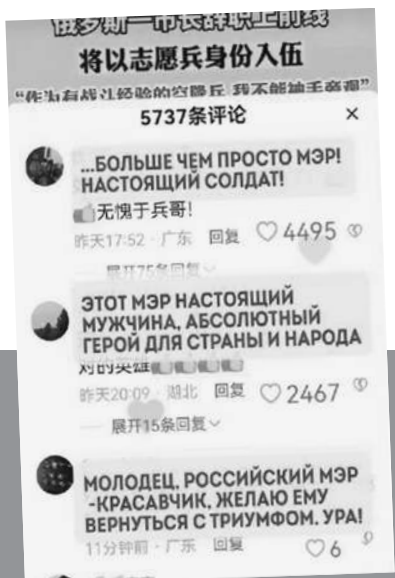 俄罗斯一市长辞职上前线
将以志愿兵身份入伍
“作为有战斗经验的空降兵 我不能袖手旁观”
5737条评论 ×
...БОЛЬШЕ ЧЕМ ПРОСТО МЭР!
НАСТОЯЩИЙ СОЛДАТ!
无愧于兵哥!
昨天17:52 · 广东 回复 4495
展开75条回复
ЭТОТ МЭР НАСТОЯЩИЙ
МУЖЧИНА, АБСОЛЮТНЫЙ
ГЕРОЙ ДЛЯ СТРАНЫ И НАРОДА
对的英雄
昨天20:09 · 湖北 回复 2467
展开15条回复
МОЛОДЕЦ, РОССИЙСКИЙ МЭР
-КРАСАВЧИК, ЖЕЛАЮ ЕМУ
ВЕРНУТЬСЯ С ТРИУМФОМ. УРА!
11分钟前 · 广东 回复 6